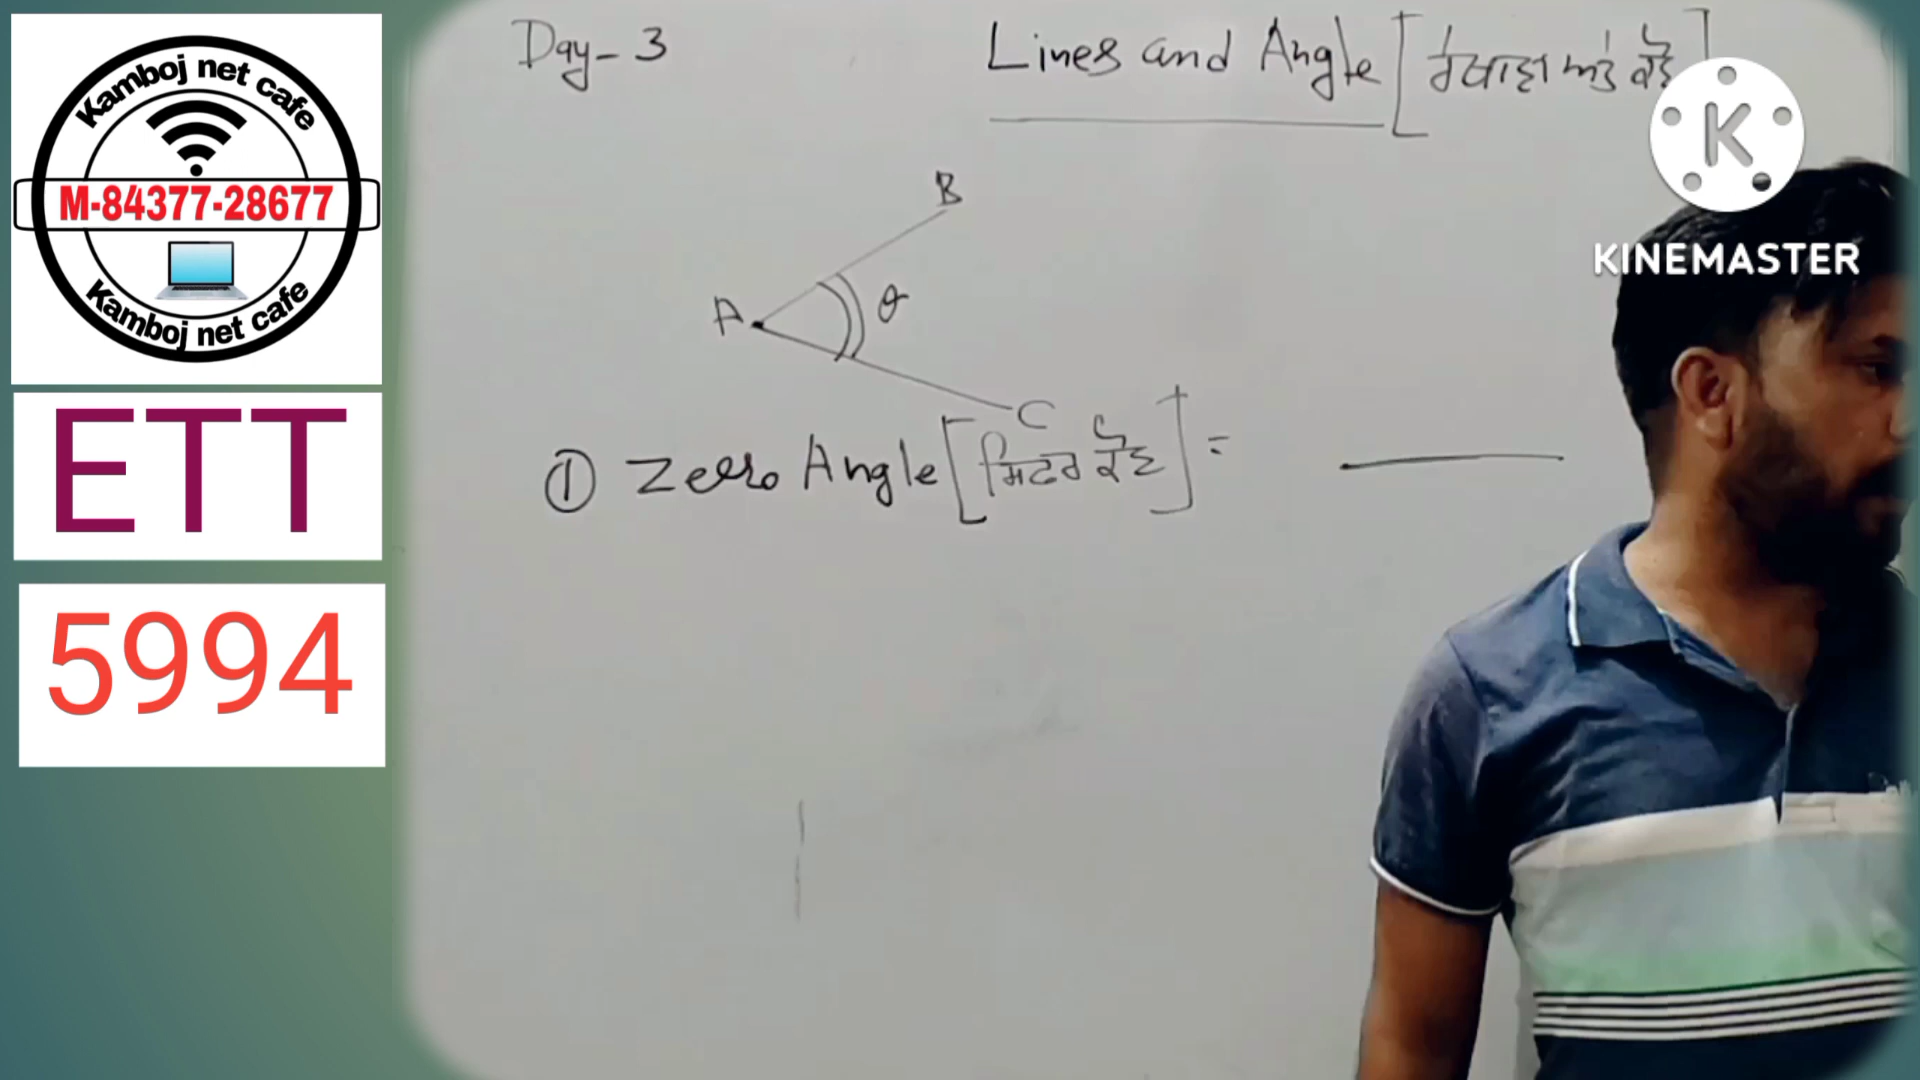 Kamboj net cafe
M-84377-28677
Kamboj net cafe
ETT
5994
Day-3
Lines and Angle [ਰੇਖਾਵਾਂ ਅਤੇ ਕੋਣ]
B
A
θ
C
① Zero Angle [ਸਿਫਰ ਕੋਣ] =
K
KINEMASTER